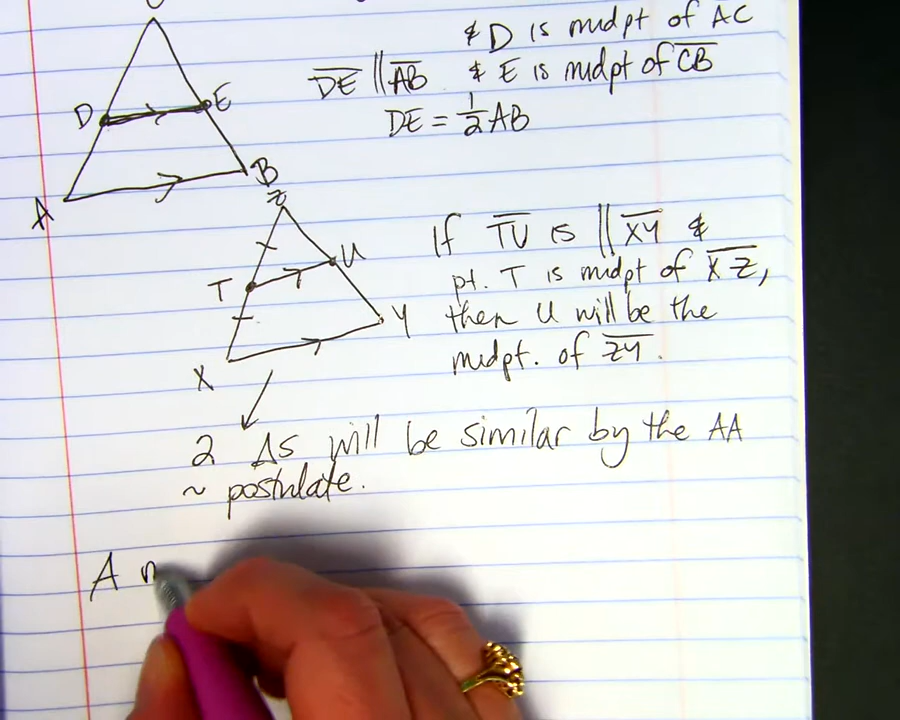 & D is midpt of AC
DE || AB & E is midpt of CB
DE = 1/2 AB
D E
A B
Z
T U
X Y
If TU is || XY &
pt. T is midpt of XZ,
then U will be the
midpt. of ZY.
2 Δs will be similar by the AA
~ postulate.
A